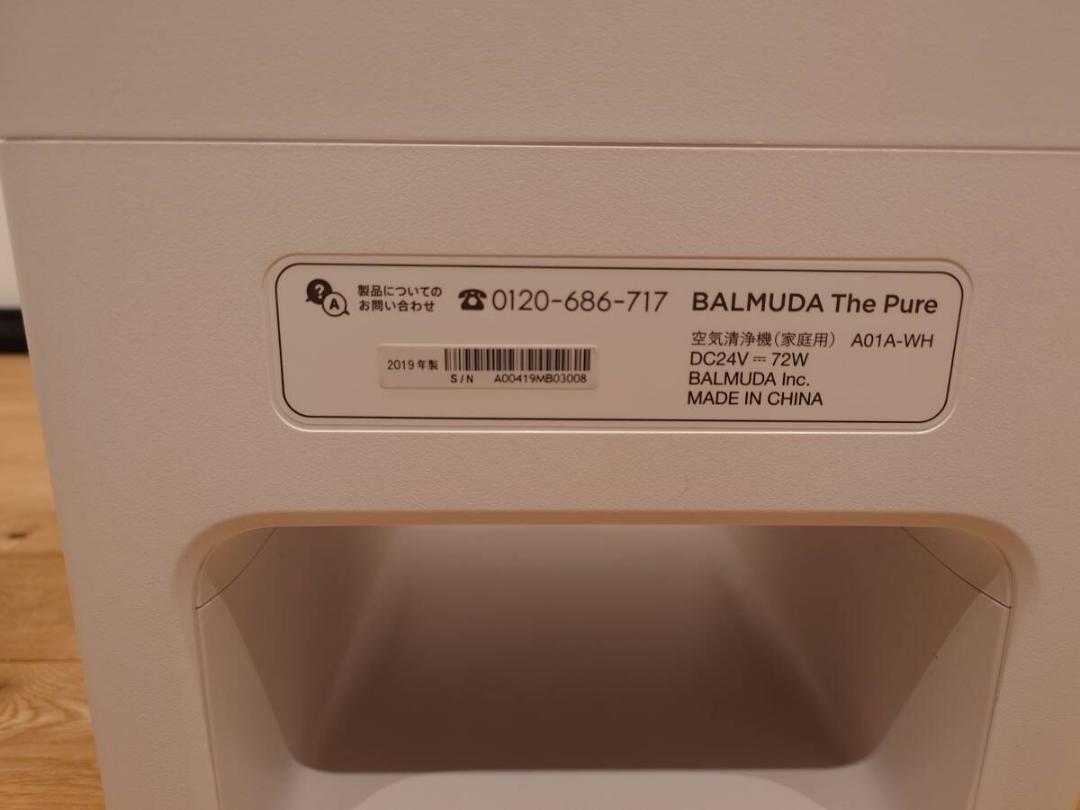 ?
A
製品についての
お問い合わせ
0120-686-717
2019年製
S/N A00419MB03008
BALMUDA The Pure
空気清浄機(家庭用) A01A-WH
DC24V ⎓ 72W
BALMUDA Inc.
MADE IN CHINA